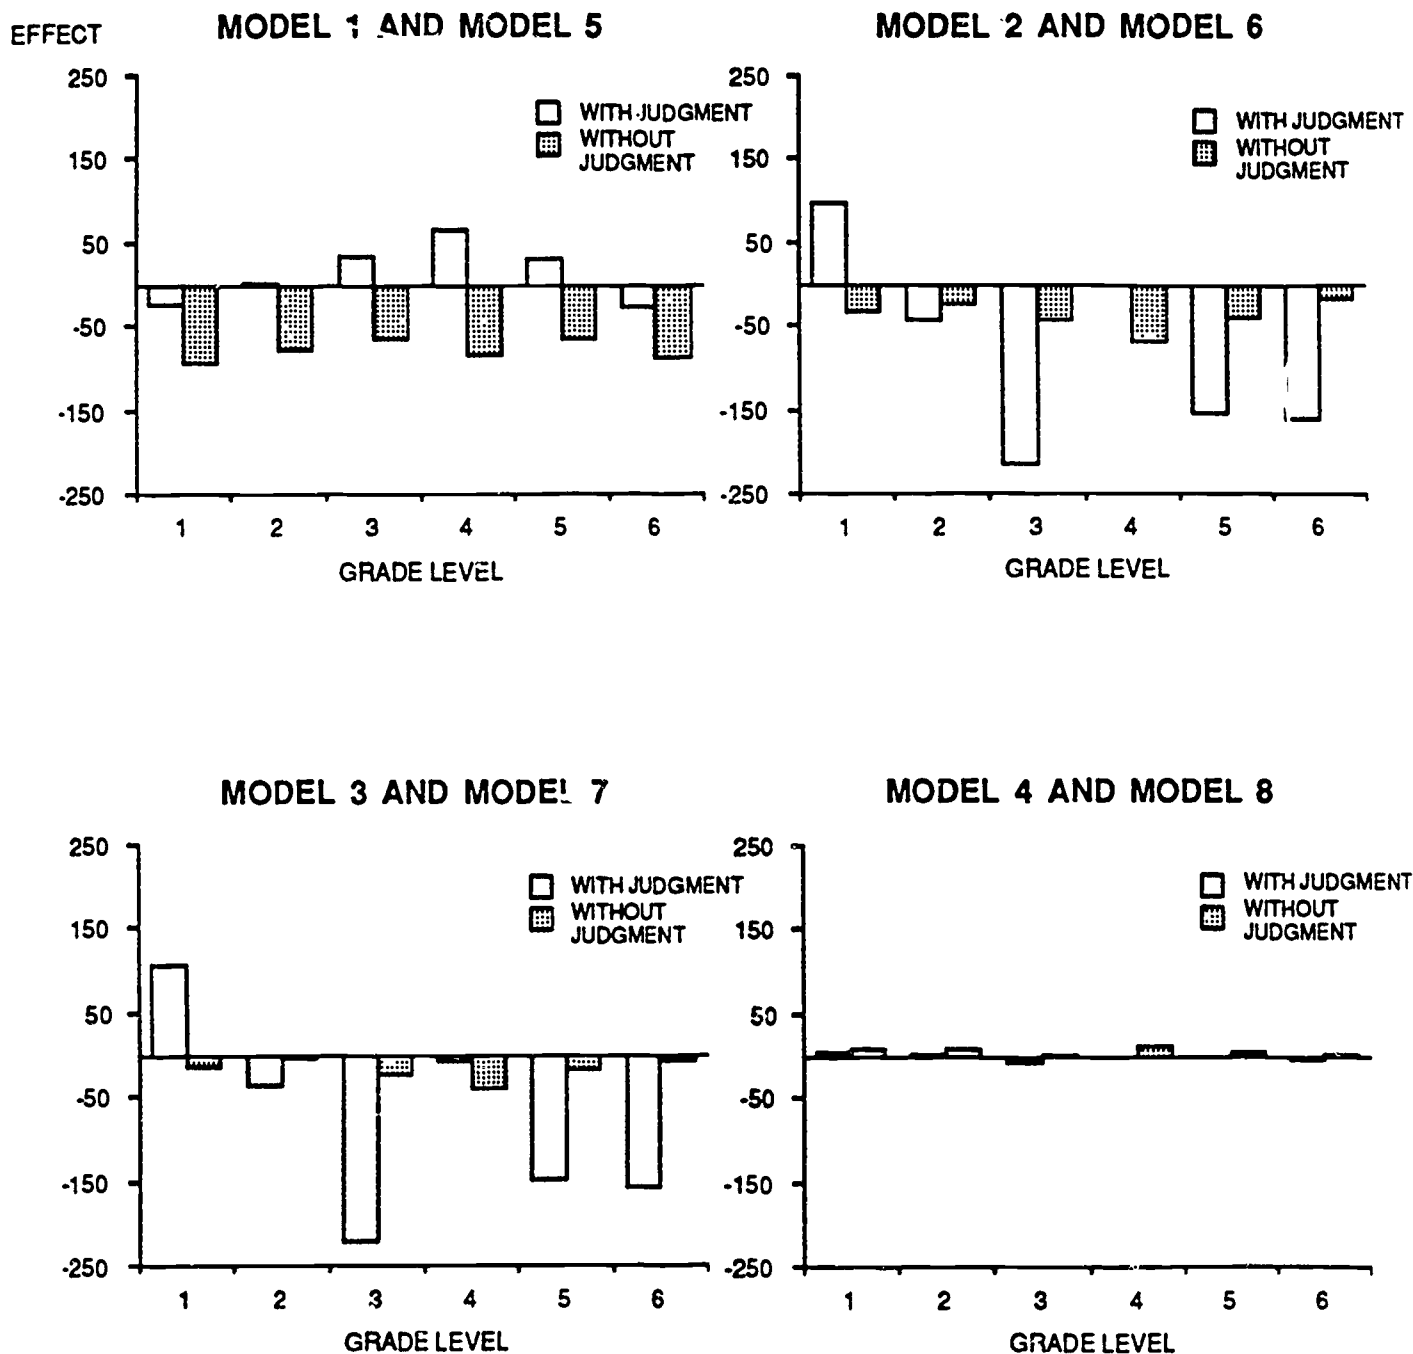 EFFECT
MODEL 1 AND MODEL 5
250
150
50
-50
-150
-250
WITH JUDGMENT
WITHOUT
JUDGMENT
1 2 3 4 5 6
GRADE LEVEL
MODEL 2 AND MODEL 6
250
150
50
-50
-150
-250
WITH JUDGMENT
WITHOUT
JUDGMENT
1 2 3 4 5 6
GRADE LEVEL
MODEL 3 AND MODEL 7
250
150
50
-50
-150
-250
WITH JUDGMENT
WITHOUT
JUDGMENT
1 2 3 4 5 6
GRADE LEVEL
MODEL 4 AND MODEL 8
250
150
50
-50
-150
-250
WITH JUDGMENT
WITHOUT
JUDGMENT
1 2 3 4 5 6
GRADE LEVEL